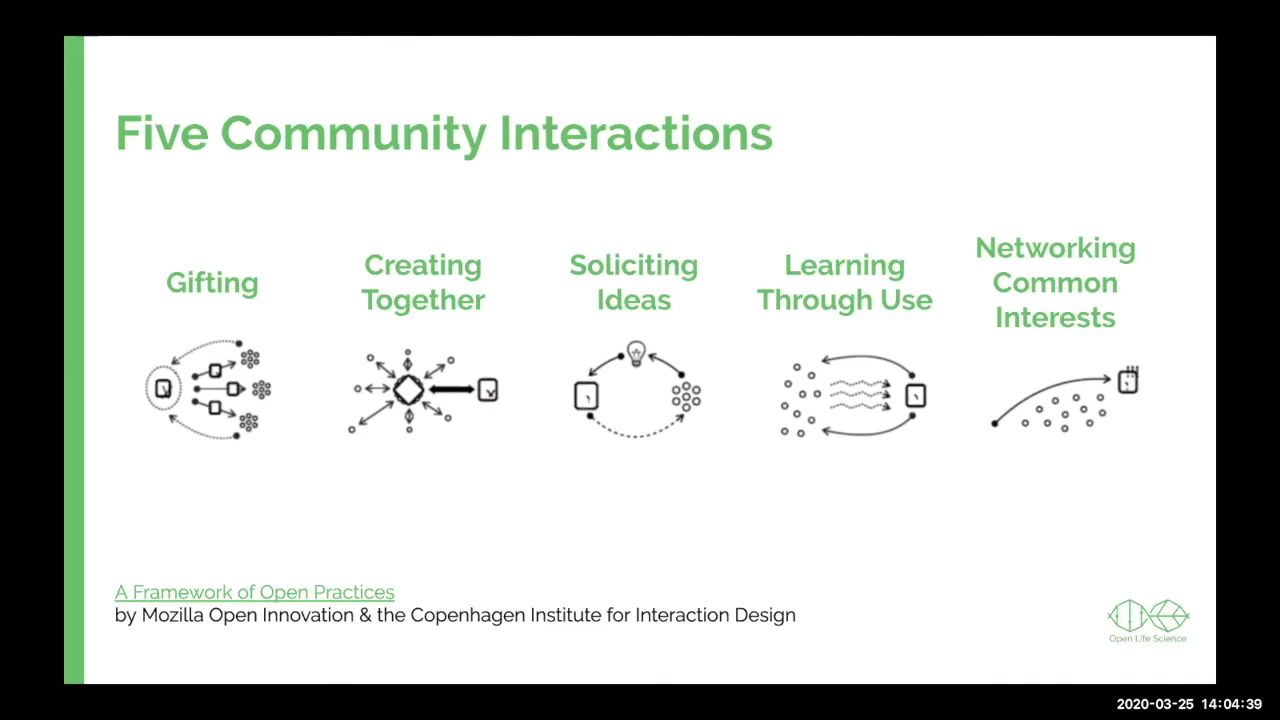 Five Community Interactions
Gifting
Creating
Together
Soliciting
Ideas
Learning
Through Use
Networking
Common
Interests
A Framework of Open Practices
by Mozilla Open Innovation & the Copenhagen Institute for Interaction Design
Open Life Science
2020-03-25 14:04:39